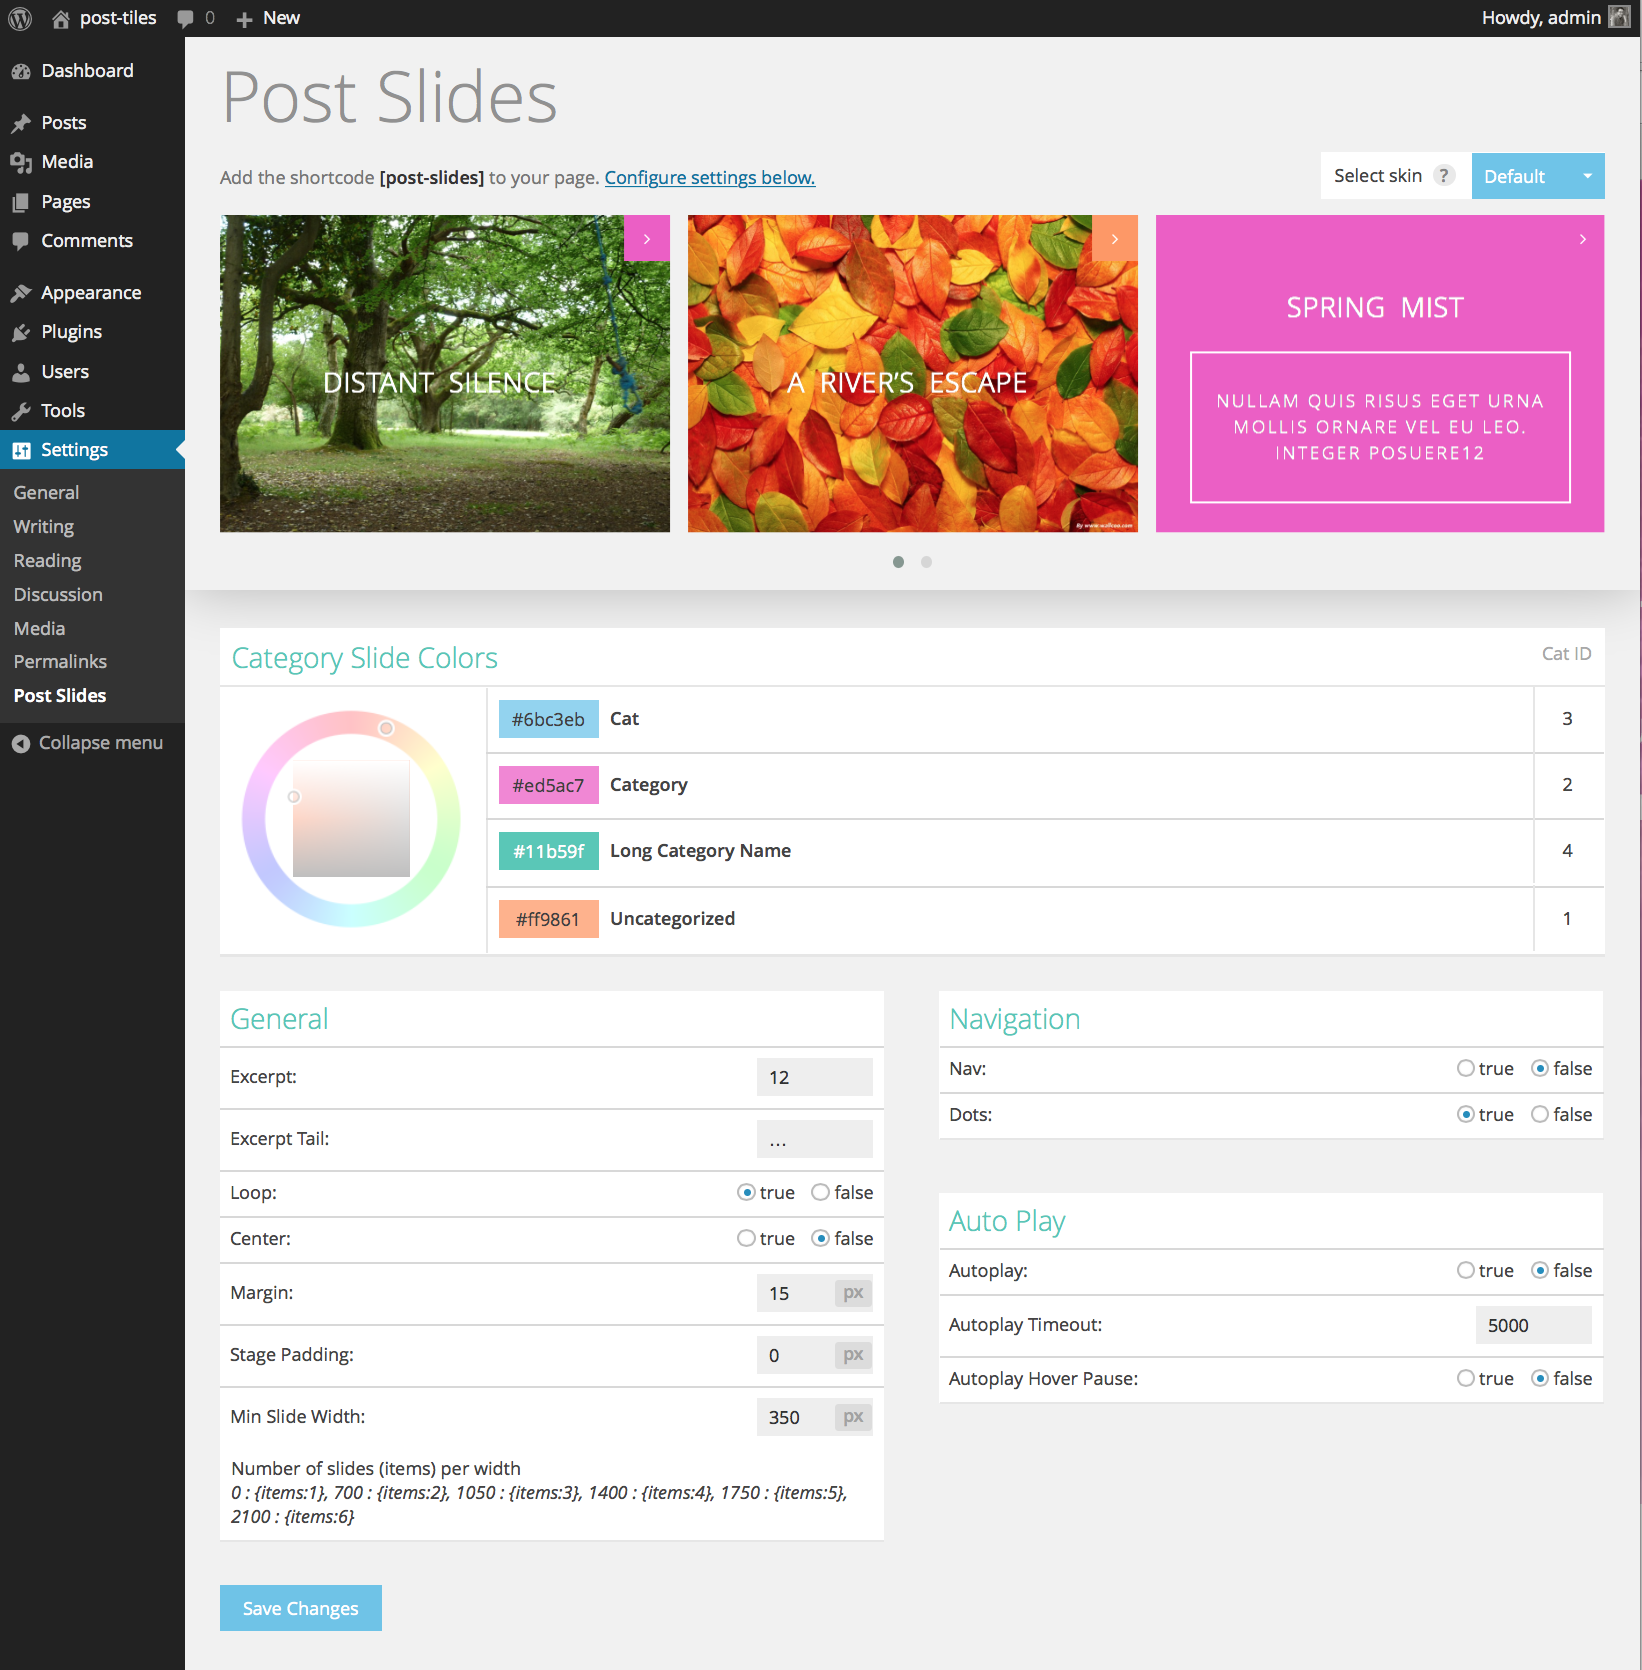 post-tiles 0 New Howdy, admin
Dashboard
Posts
Media
Pages
Comments
Appearance
Plugins
Users
Tools
Settings
General
Writing
Reading
Discussion
Media
Permalinks
Post Slides
Collapse menu
Post Slides
Add the shortcode [post-slides] to your page. Configure settings below.
Select skin ? Default
DISTANT SILENCE
A RIVER'S ESCAPE
By www.wallcoo.com
SPRING MIST
NULLAM QUIS RISUS EGET URNA
MOLLIS ORNARE VEL EU LEO.
INTEGER POSUERE12
Category Slide Colors Cat ID
#6bc3eb Cat 3
#ed5ac7 Category 2
#11b59f Long Category Name 4
#ff9861 Uncategorized 1
General
Excerpt: 12
Excerpt Tail: ...
Loop: true false
Center: true false
Margin: 15 px
Stage Padding: 0 px
Min Slide Width: 350 px
Number of slides (items) per width
0 : {items:1}, 700 : {items:2}, 1050 : {items:3}, 1400 : {items:4}, 1750 : {items:5},
2100 : {items:6}
Navigation
Nav: true false
Dots: true false
Auto Play
Autoplay: true false
Autoplay Timeout: 5000
Autoplay Hover Pause: true false
Save Changes